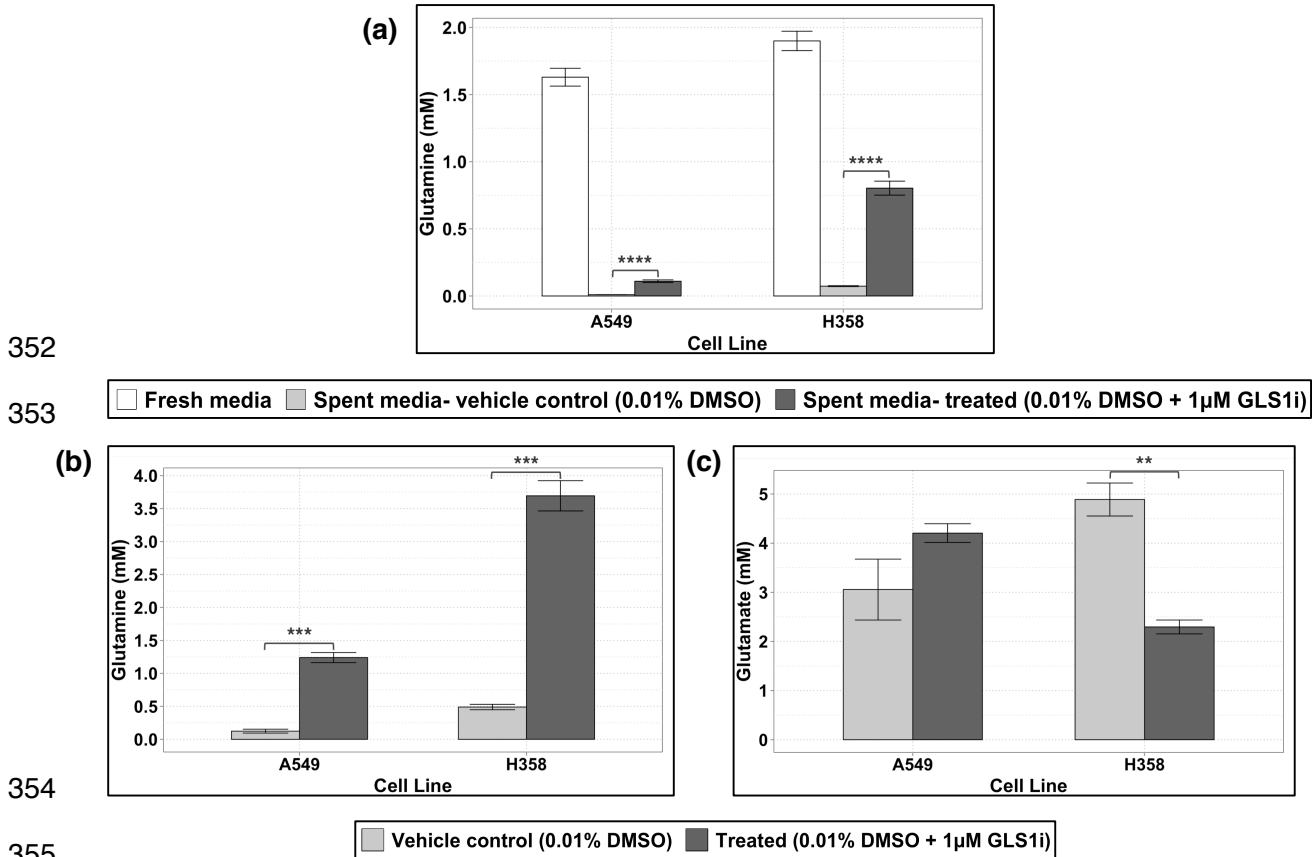 (a)
Glutamine (mM)
2.0
1.5
1.0
0.5
0.0
****
****
A549 H358
Cell Line
352
Fresh media Spent media- vehicle control (0.01% DMSO) Spent media- treated (0.01% DMSO + 1µM GLS1i)
353
(b)
Glutamine (mM)
4.0
3.5
3.0
2.5
2.0
1.5
1.0
0.5
0.0
***
***
A549 H358
Cell Line
(c)
Glutamate (mM)
5
4
3
2
1
0
**
A549 H358
Cell Line
354
Vehicle control (0.01% DMSO) Treated (0.01% DMSO + 1µM GLS1i)
355